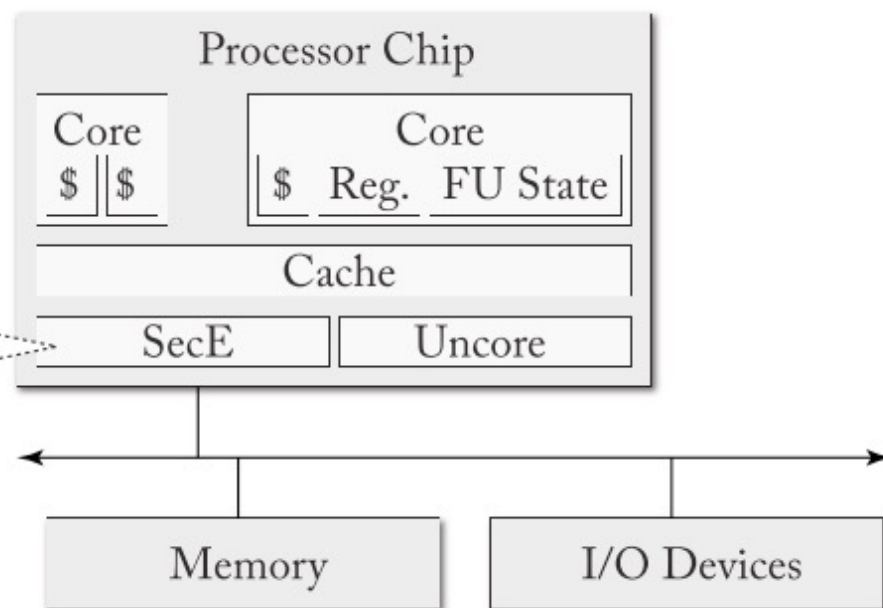 Processor Chip
Core
$ $
Core
$ Reg. FU State
Cache
SecE
Uncore
Memory
I/O Devices